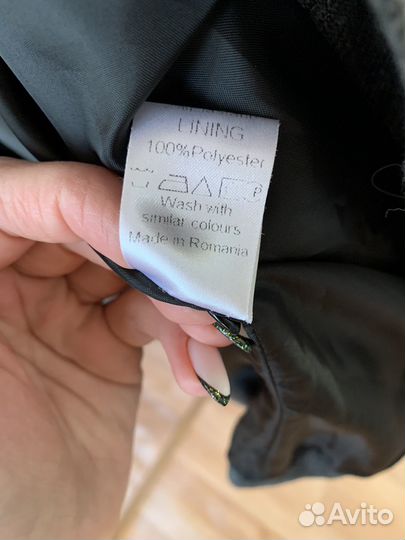 LINING
100%Polyester
P
Wash with
similar colours
Made in Romania
Avito